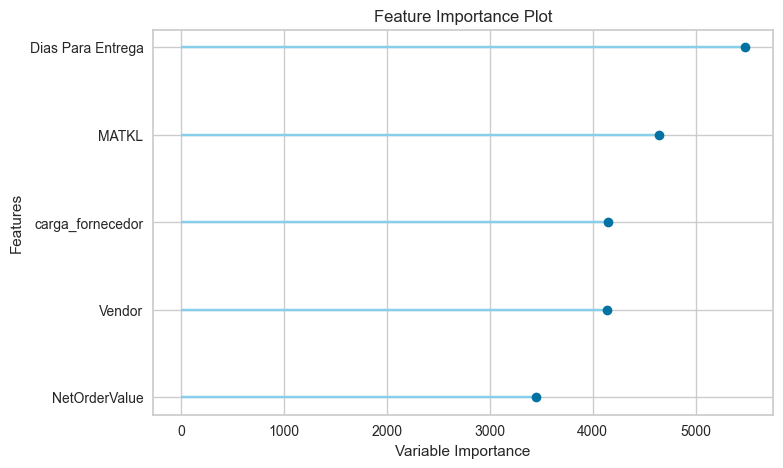 Feature Importance Plot
Features
Dias Para Entrega
MATKL
carga_fornecedor
Vendor
NetOrderValue
0 1000 2000 3000 4000 5000
Variable Importance